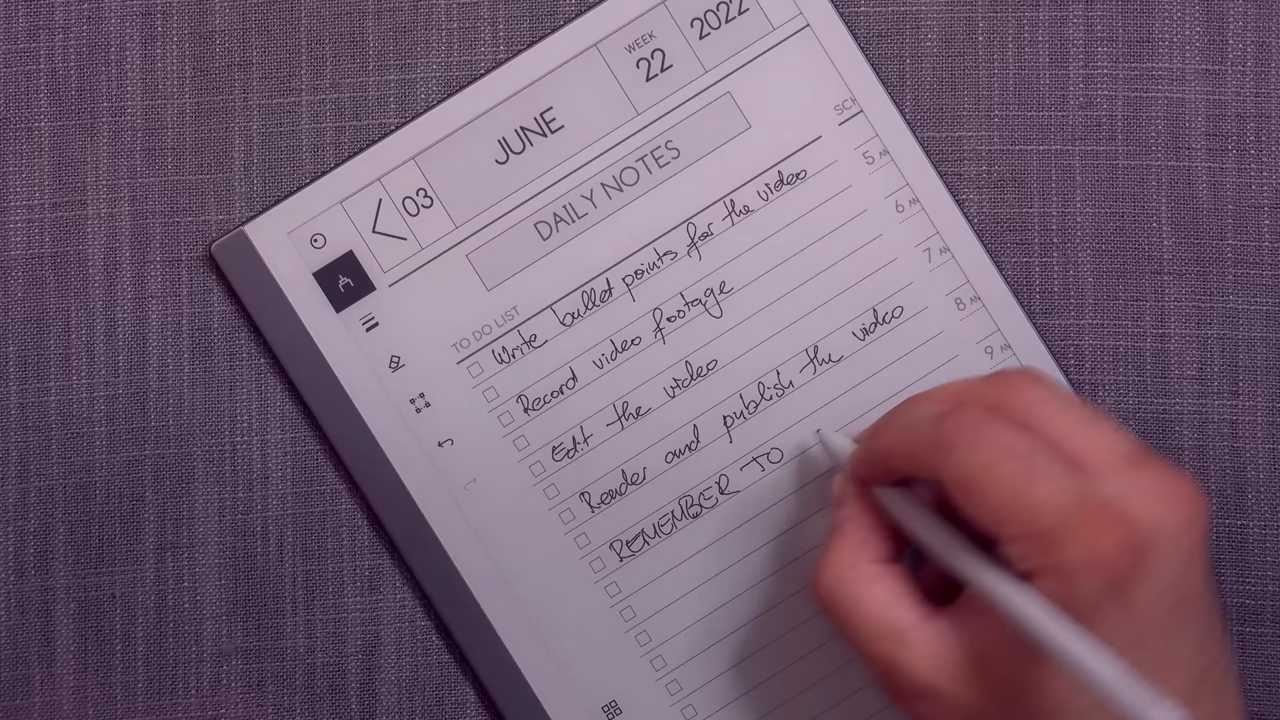 03 JUNE WEEK 22 2022
DAILY NOTES
TO DO LIST
Write bullet points for the video
Record video footage
Edit the video
Render and publish the video
REMEMBER TO
5 AM
6 AM
7 AM
8 AM
9 AM